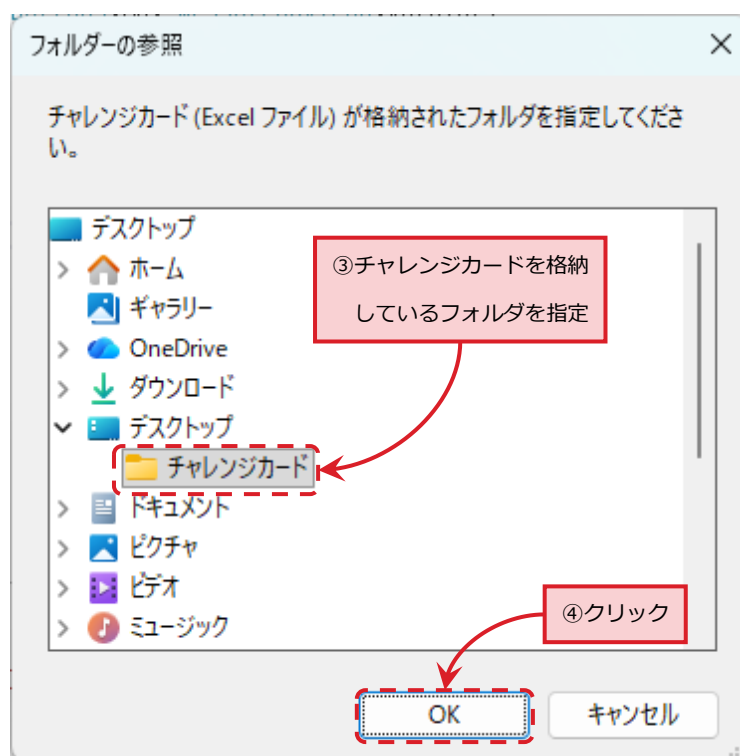 フォルダーの参照
チャレンジカード (Excel ファイル) が格納されたフォルダを指定してくださ
い。
デスクトップ
ホーム
③チャレンジカードを格納
しているフォルダを指定
ギャラリー
OneDrive
ダウンロード
デスクトップ
チャレンジカード
ドキュメント
ピクチャ
ビデオ
④クリック
ミュージック
OK
キャンセル